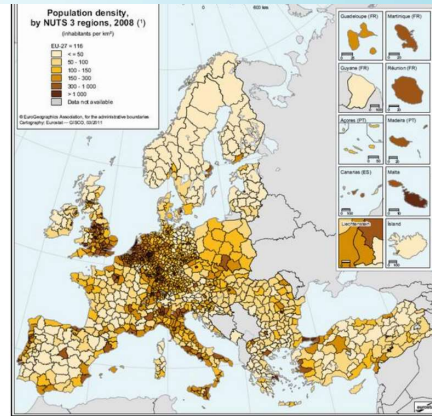 Population density,
by NUTS 3 regions, 2008 (¹)
(inhabitants per km²)
EU-27 = 116
<= 50
50 - 100
100 - 150
150 - 300
300 - 1 000
> 1 000
Data not available
© EuroGeographics Association, for the administrative boundaries
Cartography: Eurostat — GISCO, 03/2011
600 km
Guadeloupe (FR)
Martinique (FR)
Guyane (FR)
Réunion (FR)
Açores (PT)
Madeira (PT)
Canarias (ES)
Malta
Liechtenstein
Ísland